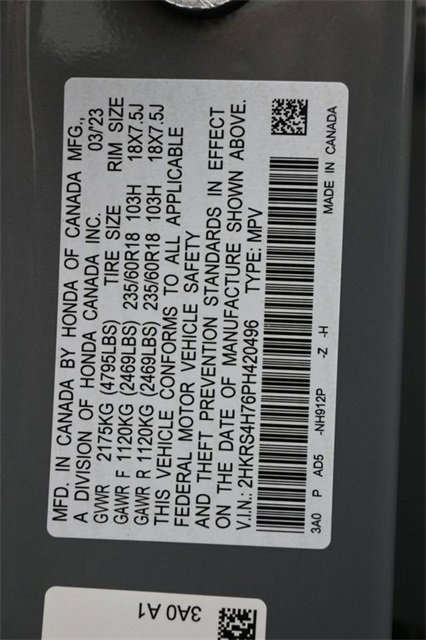 MFD. IN CANADA BY HONDA OF CANADA MFG.,
A DIVISION OF HONDA CANADA INC. 03/'23
GVWR 2175KG (4795LBS) TIRE SIZE RIM SIZE
GAWR F 1120KG (2469LBS) 235/60R18 103H 18X7.5J
GAWR R 1120KG (2469LBS) 235/60R18 103H 18X7.5J
THIS VEHICLE CONFORMS TO ALL APPLICABLE
FEDERAL MOTOR VEHICLE SAFETY
AND THEFT PREVENTION STANDARDS IN EFFECT
ON THE DATE OF MANUFACTURE SHOWN ABOVE.
V.I.N.: 2HKRS4H76PH420496 TYPE: MPV
3A0 P AD5 -NH912P -Z -H MADE IN CANADA
3A0 A1